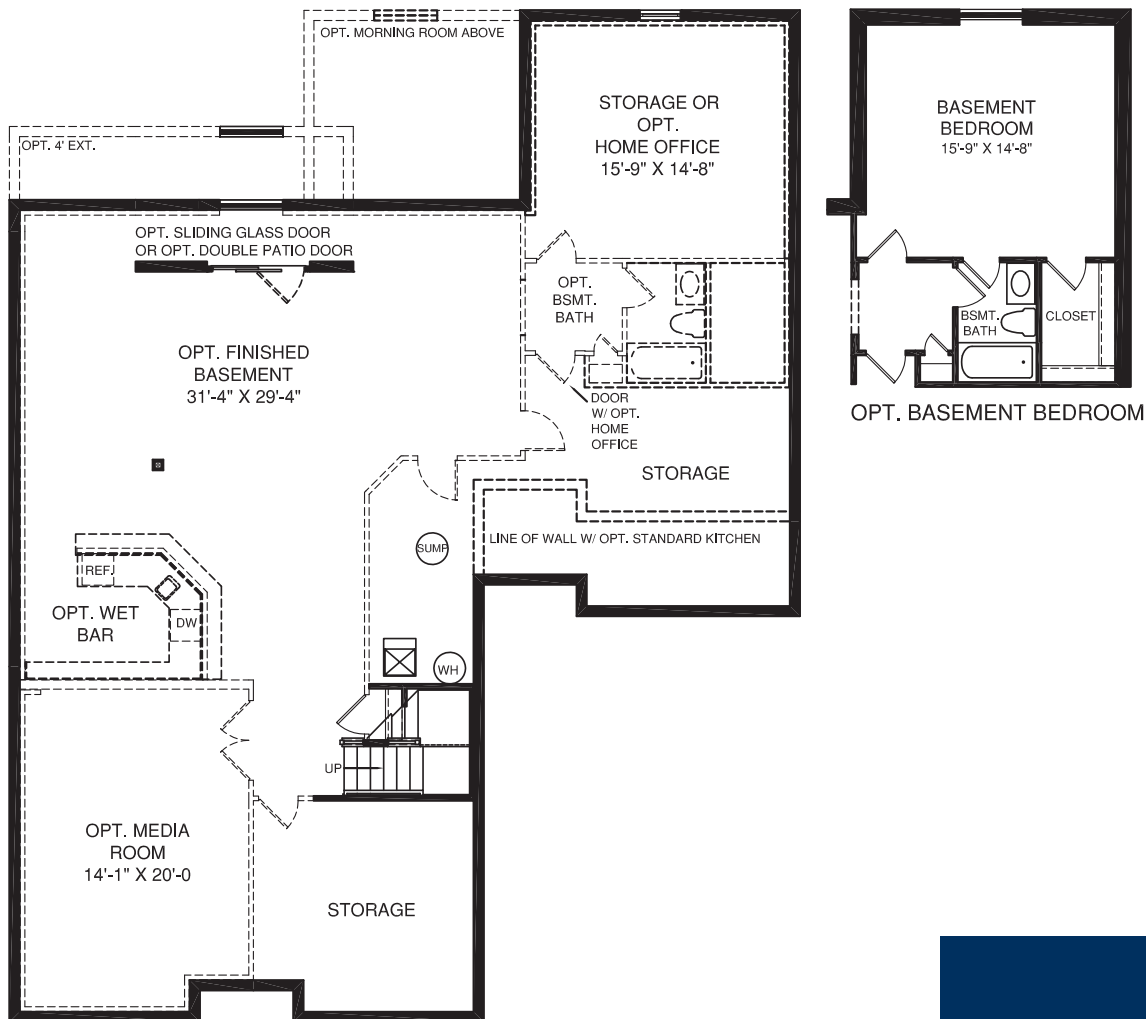 OPT. MORNING ROOM ABOVE
OPT. 4' EXT.
STORAGE OR
OPT.
HOME OFFICE
15'-9" X 14'-8"
BASEMENT
BEDROOM
15'-9" X 14'-8"
OPT. SLIDING GLASS DOOR
OR OPT. DOUBLE PATIO DOOR
OPT.
BSMT.
BATH
BSMT.
BATH
CLOSET
OPT. FINISHED
BASEMENT
31'-4" X 29'-4"
DOOR
W/ OPT.
HOME
OFFICE
OPT. BASEMENT BEDROOM
STORAGE
SUMP
LINE OF WALL W/ OPT. STANDARD KITCHEN
REF.
OPT. WET
BAR
DW
WH
UP
OPT. MEDIA
ROOM
14'-1" X 20'-0
STORAGE